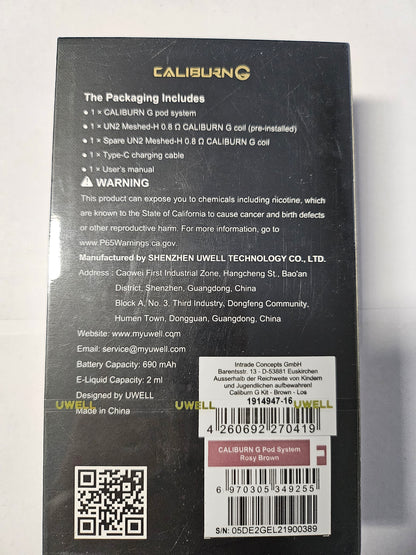 CALIBURN G
The Packaging Includes
• 1 × CALIBURN G pod system
• 1 × UN2 Meshed-H 0.8 Ω CALIBURN G coil (pre-installed)
• 1 × Spare UN2 Meshed-H 0.8 Ω CALIBURN G coil
• 1 × Type-C charging cable
• 1 × User's manual
WARNING
This product can expose you to chemicals including nicotine, which
are known to the State of California to cause cancer and birth defects
or other reproductive harm. For more information, go to
www.P65Warnings.ca.gov.
Manufactured by SHENZHEN UWELL TECHNOLOGY CO., LTD.
Address : Caowei First Industrial Zone, Hangcheng St., Bao'an
District, Shenzhen, Guangdong, China
Block A, No. 3. Third Industry, Dongfeng Community,
Humen Town, Dongguan, Guangdong, China
Website: www.myuwell.com
Email: service@myuwell.com
Battery Capacity: 690 mAh
E-Liquid Capacity: 2 ml
Designed by UWELL
Made in China
UWELL
UWELL
UWELL
Intrade Concepts GmbH
Barentsstr. 13 - D-53881 Euskirchen
Ausserhalb der Reichweite von Kindern
und Jugendlichen aufbewahren!
Caliburn G Kit - Brown - Los
1914947-16
4 260692 270419
CALIBURN G Pod System
Rosy Brown
6 970305 349255
S/N: 05DE2GEL21900389